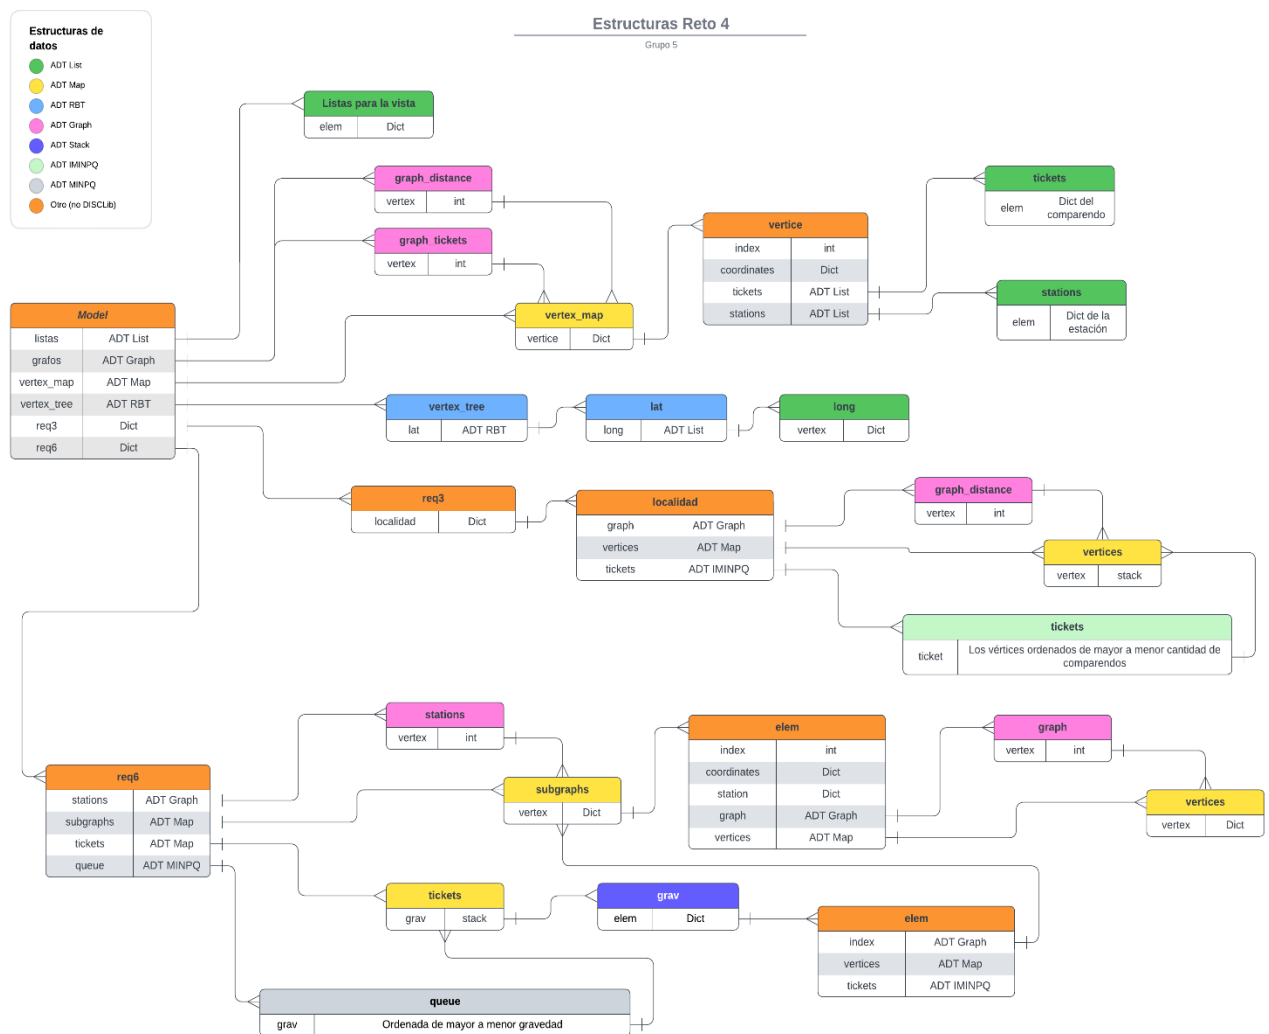 Estructuras Reto 4
Grupo 5
Estructuras de
datos
ADT List
ADT Map
ADT RBT
ADT Graph
ADT Stack
ADT IMINPQ
ADT MINPQ
Otro (no DISCLib)
Listas para la vista
elem Dict
graph_distance
vertex int
graph_tickets
vertex int
vertex_map
vertice Dict
vertice
index int
coordinates Dict
tickets ADT List
stations ADT List
tickets
elem Dict del
comparendo
stations
elem Dict de la
estación
Model
listas ADT List
grafos ADT Graph
vertex_map ADT Map
vertex_tree ADT RBT
req3 Dict
req6 Dict
vertex_tree
lat ADT RBT
lat
long ADT List
long
vertex Dict
req3
localidad Dict
localidad
graph ADT Graph
vertices ADT Map
tickets ADT IMINPQ
graph_distance
vertex int
vertices
vertex stack
tickets
ticket Los vértices ordenados de mayor a menor cantidad de
comparendos
req6
stations ADT Graph
subgraphs ADT Map
tickets ADT Map
queue ADT MINPQ
stations
vertex int
subgraphs
vertex Dict
elem
index int
coordinates Dict
station Dict
graph ADT Graph
vertices ADT Map
graph
vertex int
vertices
vertex Dict
tickets
grav stack
grav
elem Dict
elem
index ADT Graph
vertices ADT Map
tickets ADT IMINPQ
queue
grav Ordenada de mayor a menor gravedad